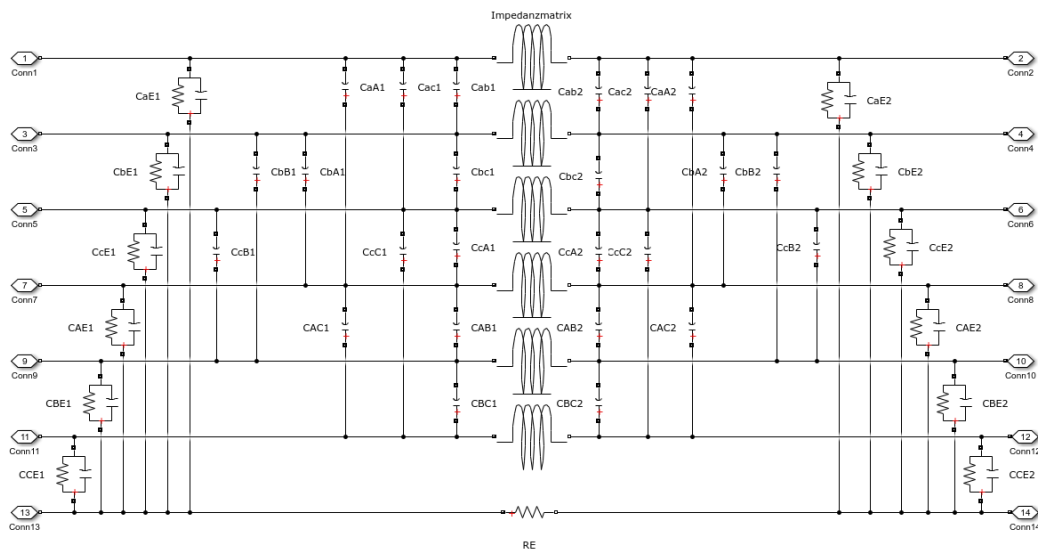 Impedanzmatrix
1
2
Conn1
Conn2
CaE1
CaA1
Cac1
Cab1
Cab2
Cac2
CaA2
CaE2
3
4
Conn3
Conn4
CbE1
CbB1
CbA1
Cbc1
Cbc2
CbA2
CbB2
CbE2
5
6
Conn5
Conn6
CcE1
CcB1
CcC1
CcA1
CcA2
CcC2
CcB2
CcE2
7
8
Conn7
Conn8
CAE1
CAC1
CAB1
CAB2
CAC2
CAE2
9
10
Conn9
Conn10
CBE1
CBC1
CBC2
CBE2
11
12
Conn11
Conn12
CCE1
CCE2
13
14
Conn13
Conn14
RE